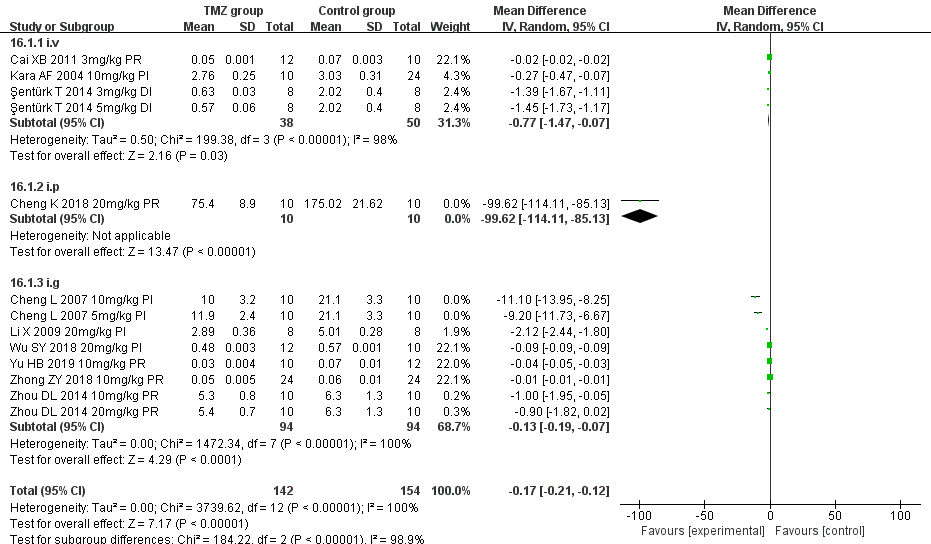 TMZ group Control group Mean Difference Mean Difference
Study or Subgroup Mean SD Total Mean SD Total Weight IV, Random, 95% CI IV, Random, 95% CI
16.1.1 i.v
Cai XB 2011 3mg/kg PR 0.05 0.001 12 0.07 0.003 10 22.1% -0.02 [-0.02, -0.02]
Kara AF 2004 10mg/kg PI 2.76 0.25 10 3.03 0.31 24 4.3% -0.27 [-0.47, -0.07]
Şentürk T 2014 3mg/kg DI 0.63 0.03 8 2.02 0.4 8 2.4% -1.39 [-1.67, -1.11]
Şentürk T 2014 5mg/kg DI 0.57 0.06 8 2.02 0.4 8 2.4% -1.45 [-1.73, -1.17]
Subtotal (95% CI) 38 50 31.3% -0.77 [-1.47, -0.07]
Heterogeneity: Tau² = 0.50; Chi² = 199.38, df = 3 (P < 0.00001); I² = 98%
Test for overall effect: Z = 2.16 (P = 0.03)
16.1.2 i.p
Cheng K 2018 20mg/kg PR 75.4 8.9 10 175.02 21.62 10 0.0% -99.62 [-114.11, -85.13]
Subtotal (95% CI) 10 10 0.0% -99.62 [-114.11, -85.13]
Heterogeneity: Not applicable
Test for overall effect: Z = 13.47 (P < 0.00001)
16.1.3 i.g
Cheng L 2007 10mg/kg PI 10 3.2 10 21.1 3.3 10 0.0% -11.10 [-13.95, -8.25]
Cheng L 2007 5mg/kg PI 11.9 2.4 10 21.1 3.3 10 0.0% -9.20 [-11.73, -6.67]
Li X 2009 20mg/kg PI 2.89 0.36 8 5.01 0.28 8 1.9% -2.12 [-2.44, -1.80]
Wu SY 2018 20mg/kg PI 0.48 0.003 12 0.57 0.001 10 22.1% -0.09 [-0.09, -0.09]
Yu HB 2019 10mg/kg PR 0.03 0.004 10 0.07 0.01 12 22.0% -0.04 [-0.05, -0.03]
Zhong ZY 2018 10mg/kg PR 0.05 0.005 24 0.06 0.01 24 22.1% -0.01 [-0.01, -0.01]
Zhou DL 2014 10mg/kg PR 5.3 0.8 10 6.3 1.3 10 0.2% -1.00 [-1.95, -0.05]
Zhou DL 2014 20mg/kg PR 5.4 0.7 10 6.3 1.3 10 0.3% -0.90 [-1.82, 0.02]
Subtotal (95% CI) 94 94 68.7% -0.13 [-0.19, -0.07]
Heterogeneity: Tau² = 0.00; Chi² = 1472.34, df = 7 (P < 0.00001); I² = 100%
Test for overall effect: Z = 4.29 (P < 0.0001)
Total (95% CI) 142 154 100.0% -0.17 [-0.21, -0.12]
Heterogeneity: Tau² = 0.00; Chi² = 3739.62, df = 12 (P < 0.00001); I² = 100%
Test for overall effect: Z = 7.17 (P < 0.00001)
Test for subgroup differences: Chi² = 184.22, df = 2 (P < 0.00001), I² = 98.9%
-100 -50 0 50 100
Favours [experimental] Favours [control]